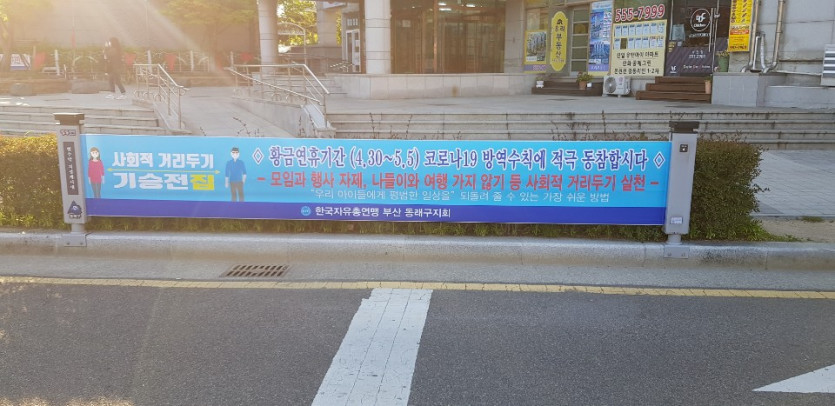 사회적 거리두기
기승전집
◇ 황금연휴기간 (4.30~5.5) 코로나19 방역수칙에 적극 동참합시다 ◇
- 모임과 행사 자제, 나들이와 여행 가지 않기 등 사회적 거리두기 실천 -
"우리 아이들에게 평범한 일상을" 되돌려 줄 수 있는 가장 쉬운 방법
한국자유총연맹 부산 동래구지회
555-7999
부동산